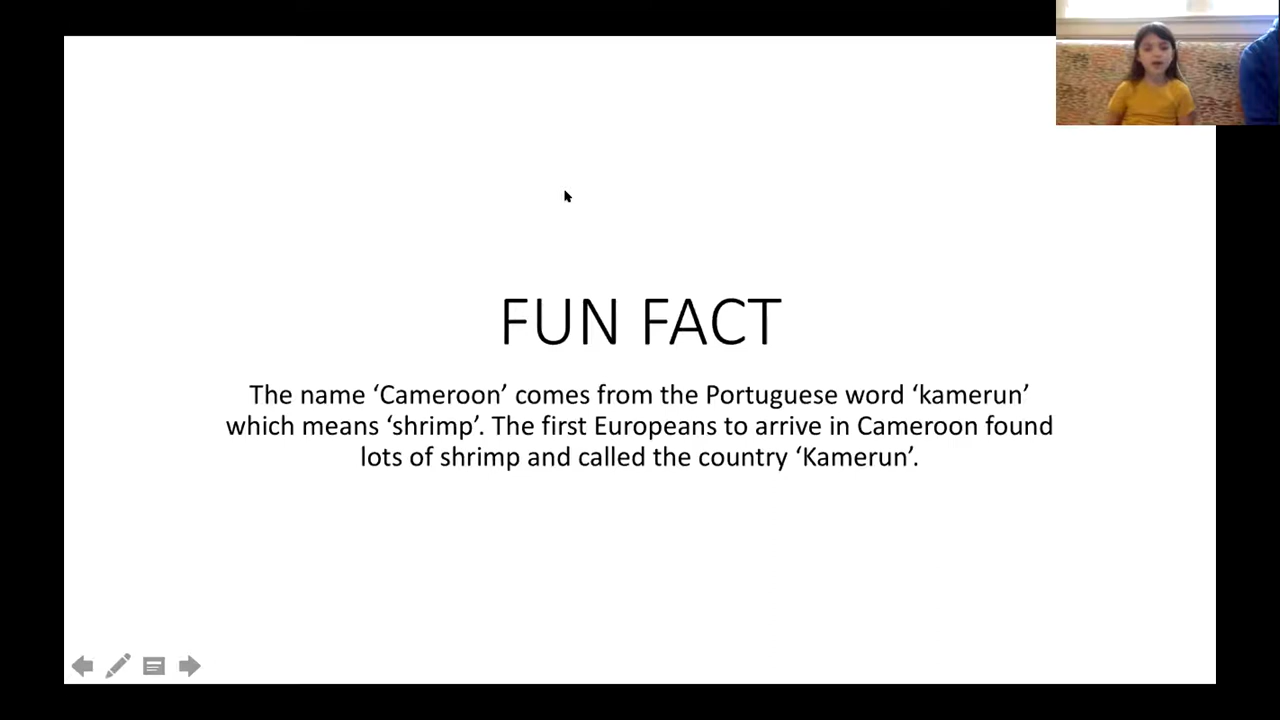 FUN FACT
The name ‘Cameroon’ comes from the Portuguese word ‘kamerun’
which means ‘shrimp’. The first Europeans to arrive in Cameroon found
lots of shrimp and called the country ‘Kamerun’.